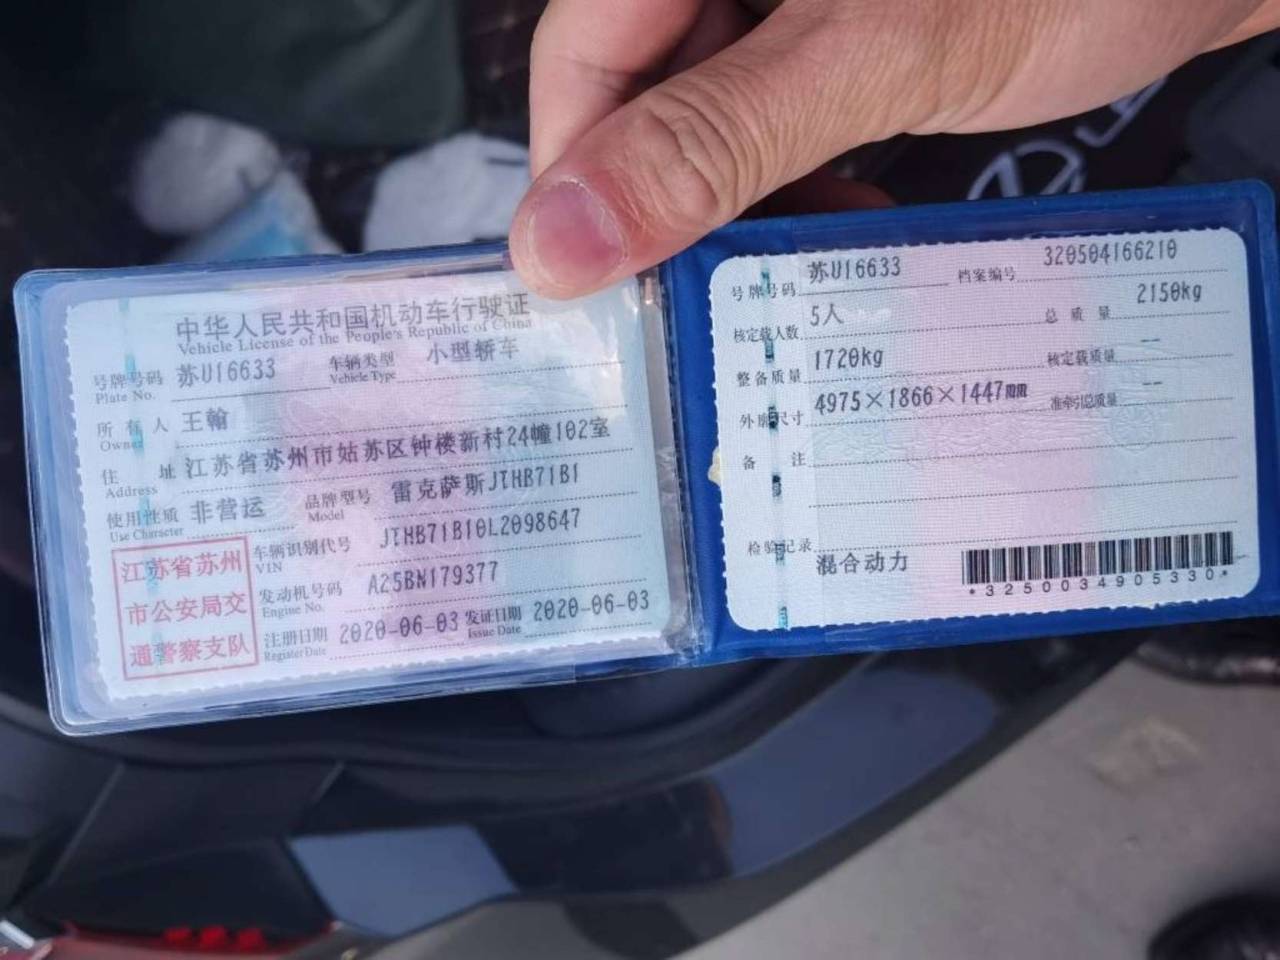 中华人民共和国机动车行驶证
Vehicle License of the People's Republic of China
号牌号码 苏U16633 车辆类型 小型轿车
Plate No. Vehicle Type
所有人 王翰
Owner
住址 江苏省苏州市姑苏区钟楼新村24幢102室
Address
使用性质 非营运 品牌型号 雷克萨斯JTHB71B1
Use Character Model
江苏省苏州
市公安局交
通警察支队
车辆识别代号 JTHB71B10L2098647
VIN
发动机号码 A25BN179377
Engine No.
注册日期 2020-06-03 发证日期 2020-06-03
Register Date Issue Date
号牌号码 苏U16633 档案编号 320504166210
核定载人数 5人 总质量 2150kg
整备质量 1720kg 核定载质量 --
外廓尺寸 4975×1866×1447mm 准牵引总质量 --
备注
检验记录 混合动力
*3250034905330*